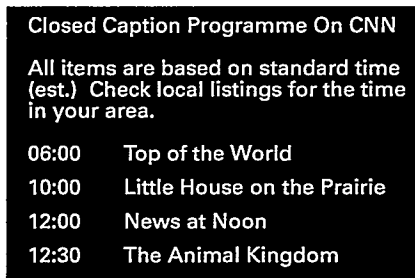 Closed Caption Programme On CNN
All items are based on standard time
(est.) Check local listings for the time
in your area.
06:00 Top of the World
10:00 Little House on the Prairie
12:00 News at Noon
12:30 The Animal Kingdom